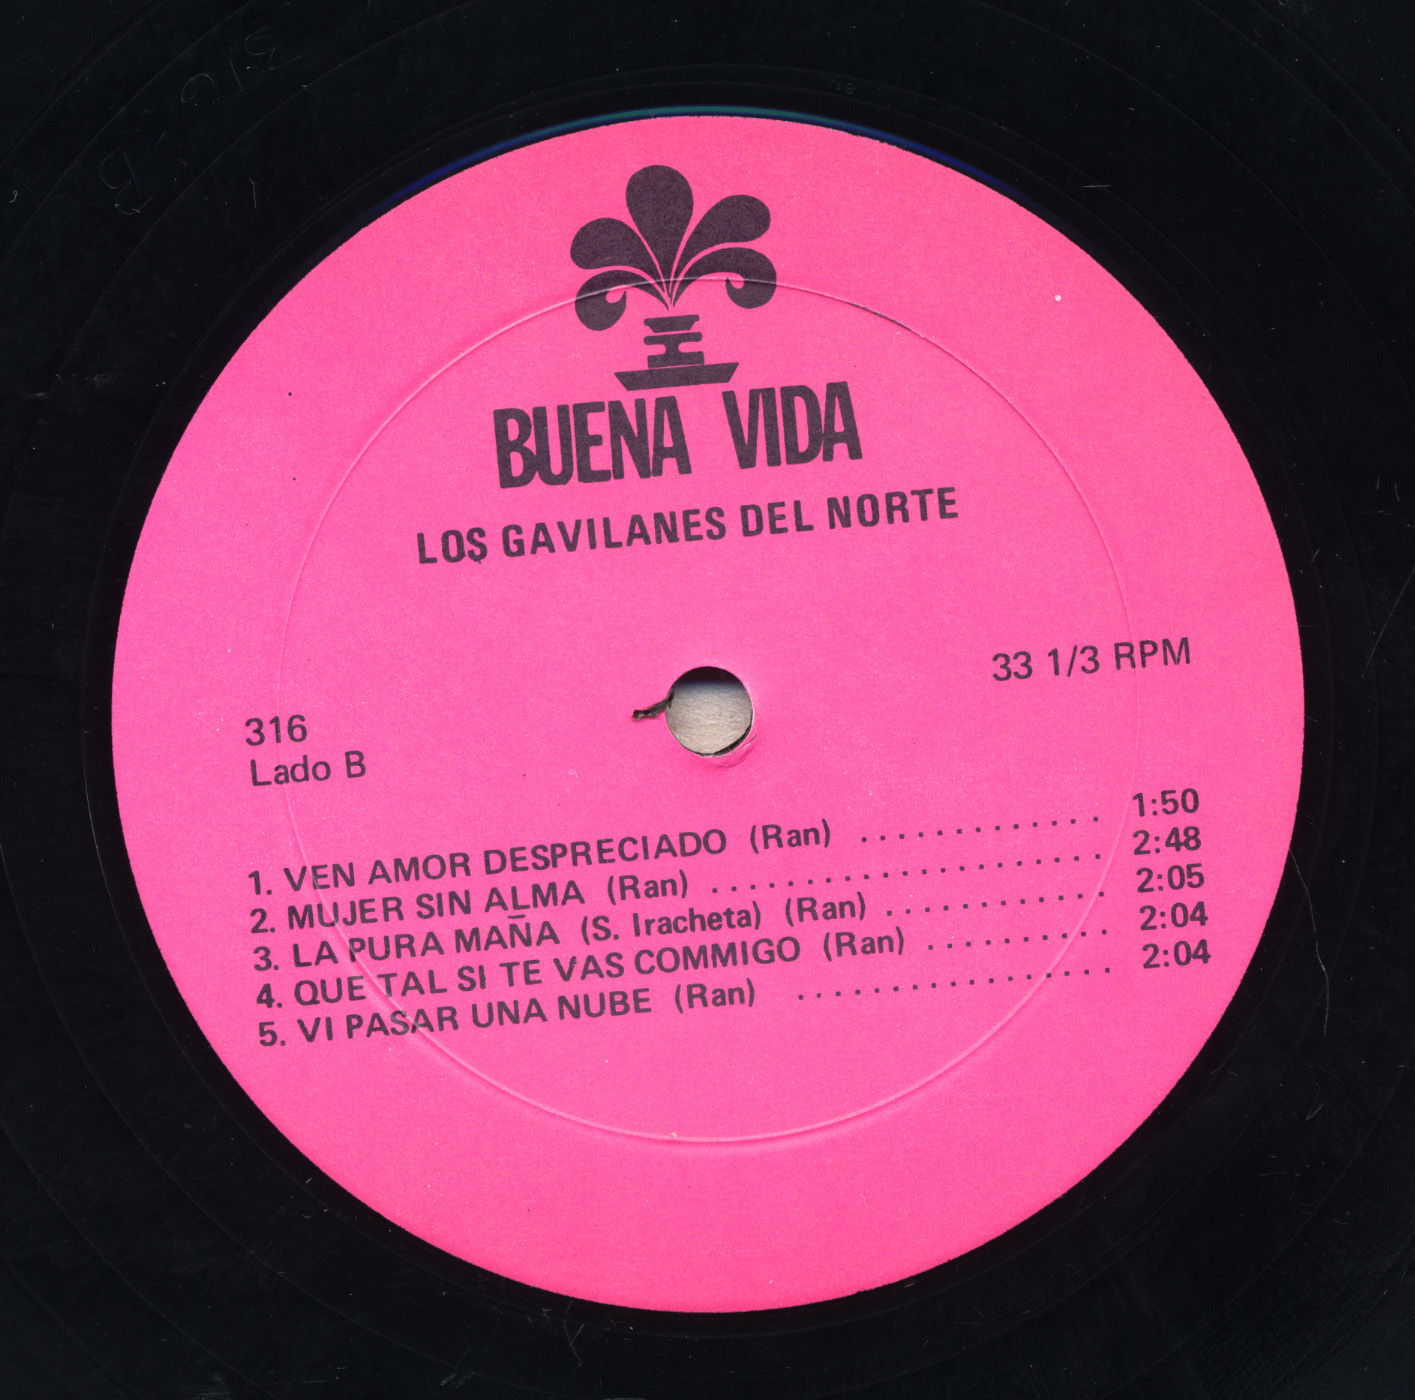 BUENA VIDA
LOS GAVILANES DEL NORTE
33 1/3 RPM
316
Lado B
1. VEN AMOR DESPRECIADO (Ran) ............. 1:50
2. MUJER SIN ALMA (Ran) ...................... 2:48
3. LA PURA MAÑA (S. Iracheta) (Ran) ............ 2:05
4. QUE TAL SI TE VAS COMMIGO (Ran) .......... 2:04
5. VI PASAR UNA NUBE (Ran) ................. 2:04
316-B